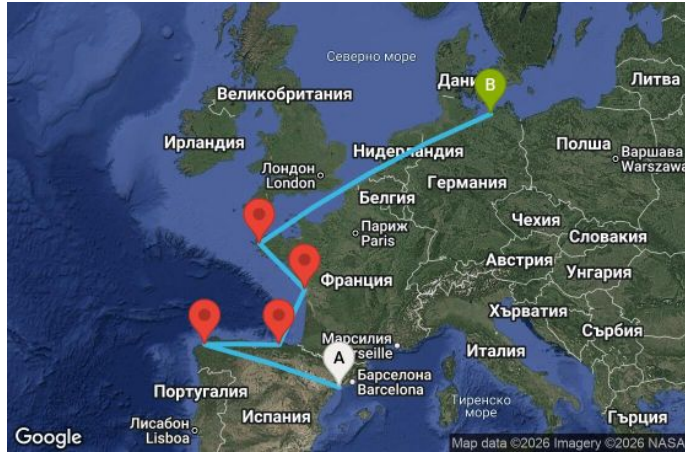 Северно море
Дани
B
Литва
Великобритания
Ирландия
Нидерландия
Полша
Варшава
Warszawa
Лондон
London
Белгия
Германия
Париж
Paris
Чехия
Словакия
Франция
Австрия
Унгария
Хърватия
Марсилия
Сърбия
A
Италия
Барселона
Barcelona
Португалия
Тиренско
море
Испания
Лисабон
Lisboa
Гърция
Google
Map data ©2026 Imagery ©2026 NASA